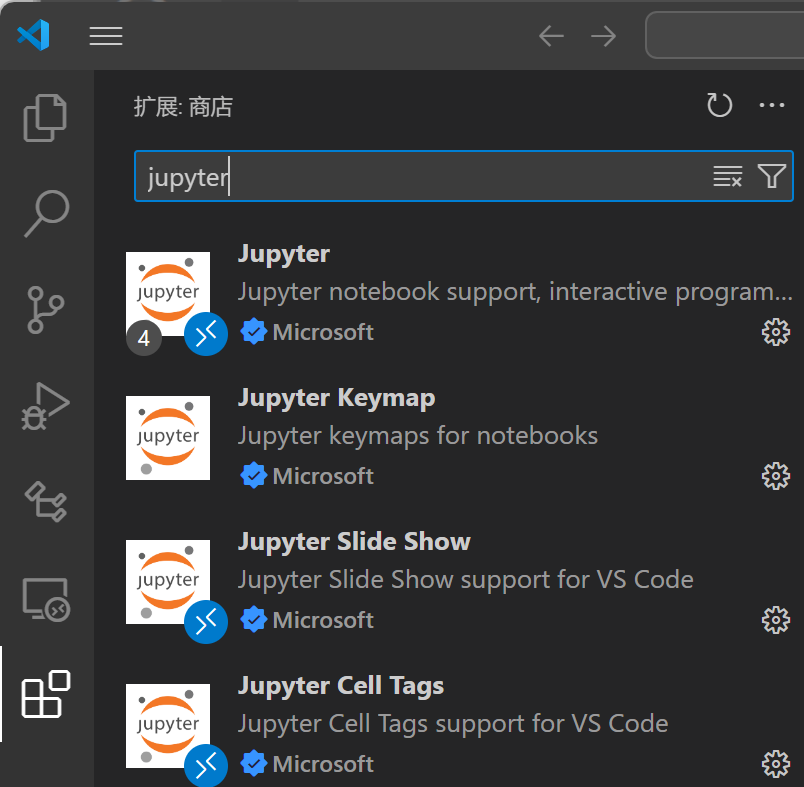 扩展: 商店
jupyter
Jupyter
jupyter
Jupyter notebook support, interactive program...
4
Microsoft
Jupyter Keymap
jupyter
Jupyter keymaps for notebooks
Microsoft
Jupyter Slide Show
jupyter
Jupyter Slide Show support for VS Code
Microsoft
Jupyter Cell Tags
jupyter
Jupyter Cell Tags support for VS Code
Microsoft